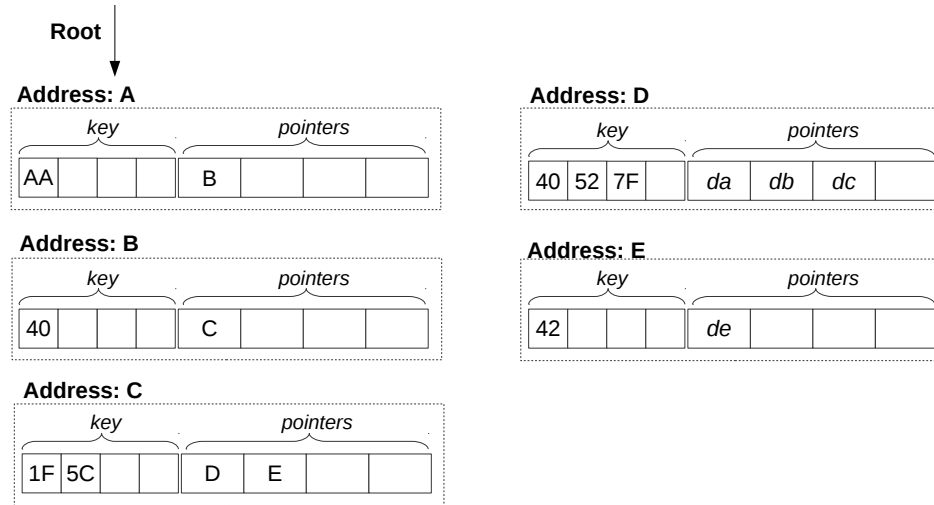 Root
Address: A
key pointers
AA B
Address: B
key pointers
40 C
Address: C
key pointers
1F 5C D E
Address: D
key pointers
40 52 7F da db dc
Address: E
key pointers
42 de